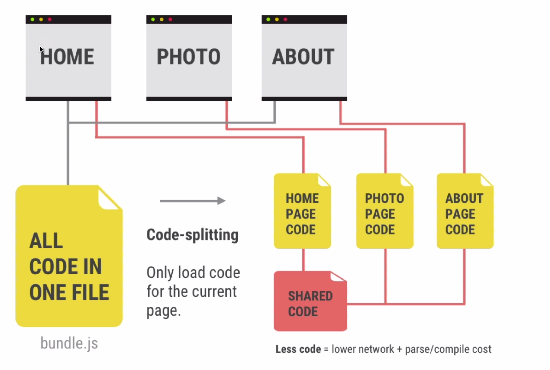 HOME
PHOTO
ABOUT
ALL
CODE IN
ONE FILE
bundle.js
Code-splitting
Only load code
for the current
page.
HOME
PAGE
CODE
PHOTO
PAGE
CODE
ABOUT
PAGE
CODE
SHARED
CODE
Less code = lower network + parse/compile cost